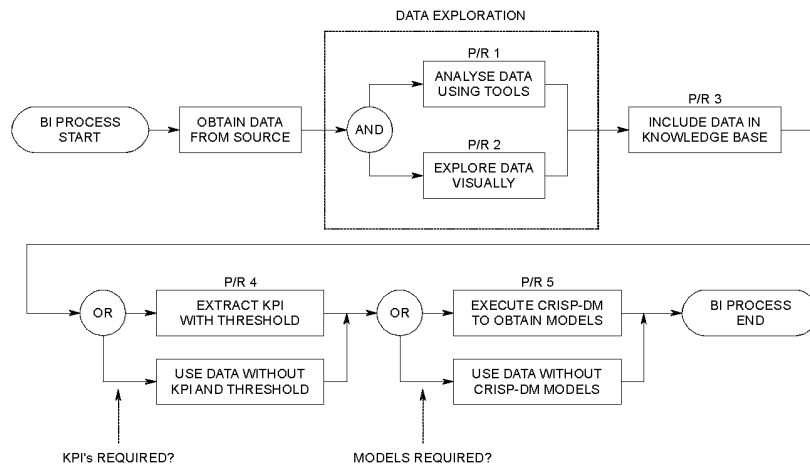 DATA EXPLORATION
P/R 1
ANALYSE DATA
USING TOOLS
BI PROCESS
START
OBTAIN DATA
FROM SOURCE
AND
P/R 2
EXPLORE DATA
VISUALLY
P/R 3
INCLUDE DATA IN
KNOWLEDGE BASE
OR
P/R 4
EXTRACT KPI
WITH THRESHOLD
USE DATA WITHOUT
KPI AND THRESHOLD
KPI's REQUIRED?
OR
P/R 5
EXECUTE CRISP-DM
TO OBTAIN MODELS
USE DATA WITHOUT
CRISP-DM MODELS
MODELS REQUIRED?
BI PROCESS
END